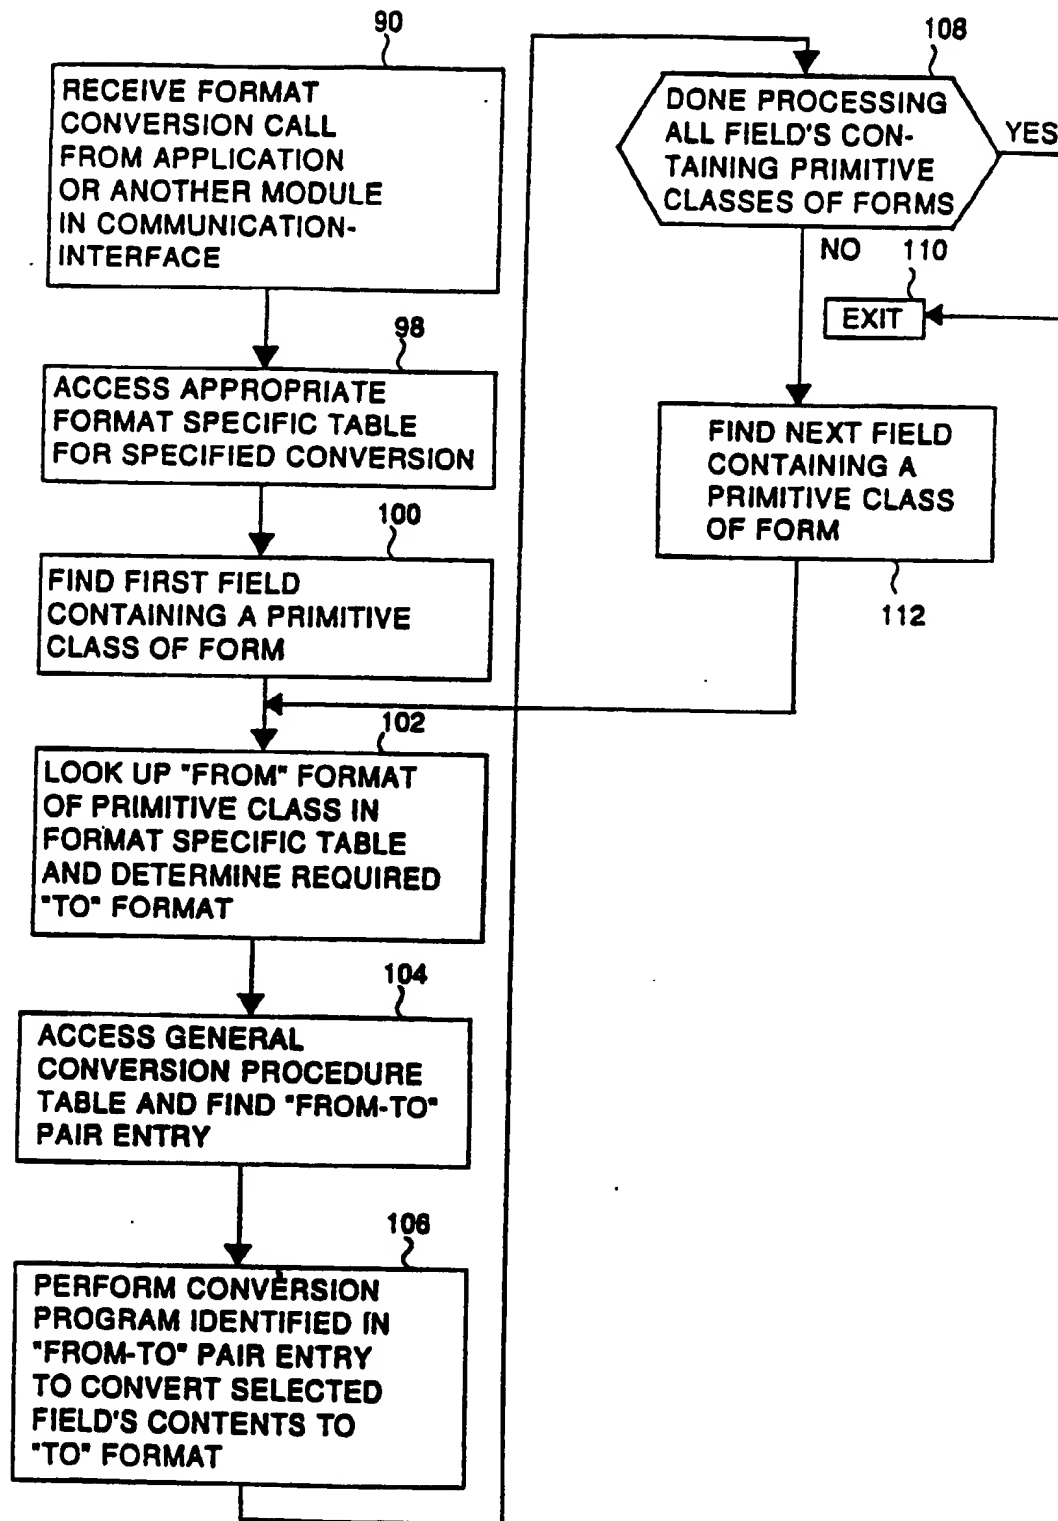 90
RECEIVE FORMAT
CONVERSION CALL
FROM APPLICATION
OR ANOTHER MODULE
IN COMMUNICATION-
INTERFACE
98
ACCESS APPROPRIATE
FORMAT SPECIFIC TABLE
FOR SPECIFIED CONVERSION
100
FIND FIRST FIELD
CONTAINING A PRIMITIVE
CLASS OF FORM
102
LOOK UP "FROM" FORMAT
OF PRIMITIVE CLASS IN
FORMAT SPECIFIC TABLE
AND DETERMINE REQUIRED
"TO" FORMAT
104
ACCESS GENERAL
CONVERSION PROCEDURE
TABLE AND FIND "FROM-TO"
PAIR ENTRY
106
PERFORM CONVERSION
PROGRAM IDENTIFIED IN
"FROM-TO" PAIR ENTRY
TO CONVERT SELECTED
FIELD'S CONTENTS TO
"TO" FORMAT
108
DONE PROCESSING
ALL FIELD'S CON-
TAINING PRIMITIVE
CLASSES OF FORMS
YES
NO
110
EXIT
FIND NEXT FIELD
CONTAINING A
PRIMITIVE CLASS
OF FORM
112